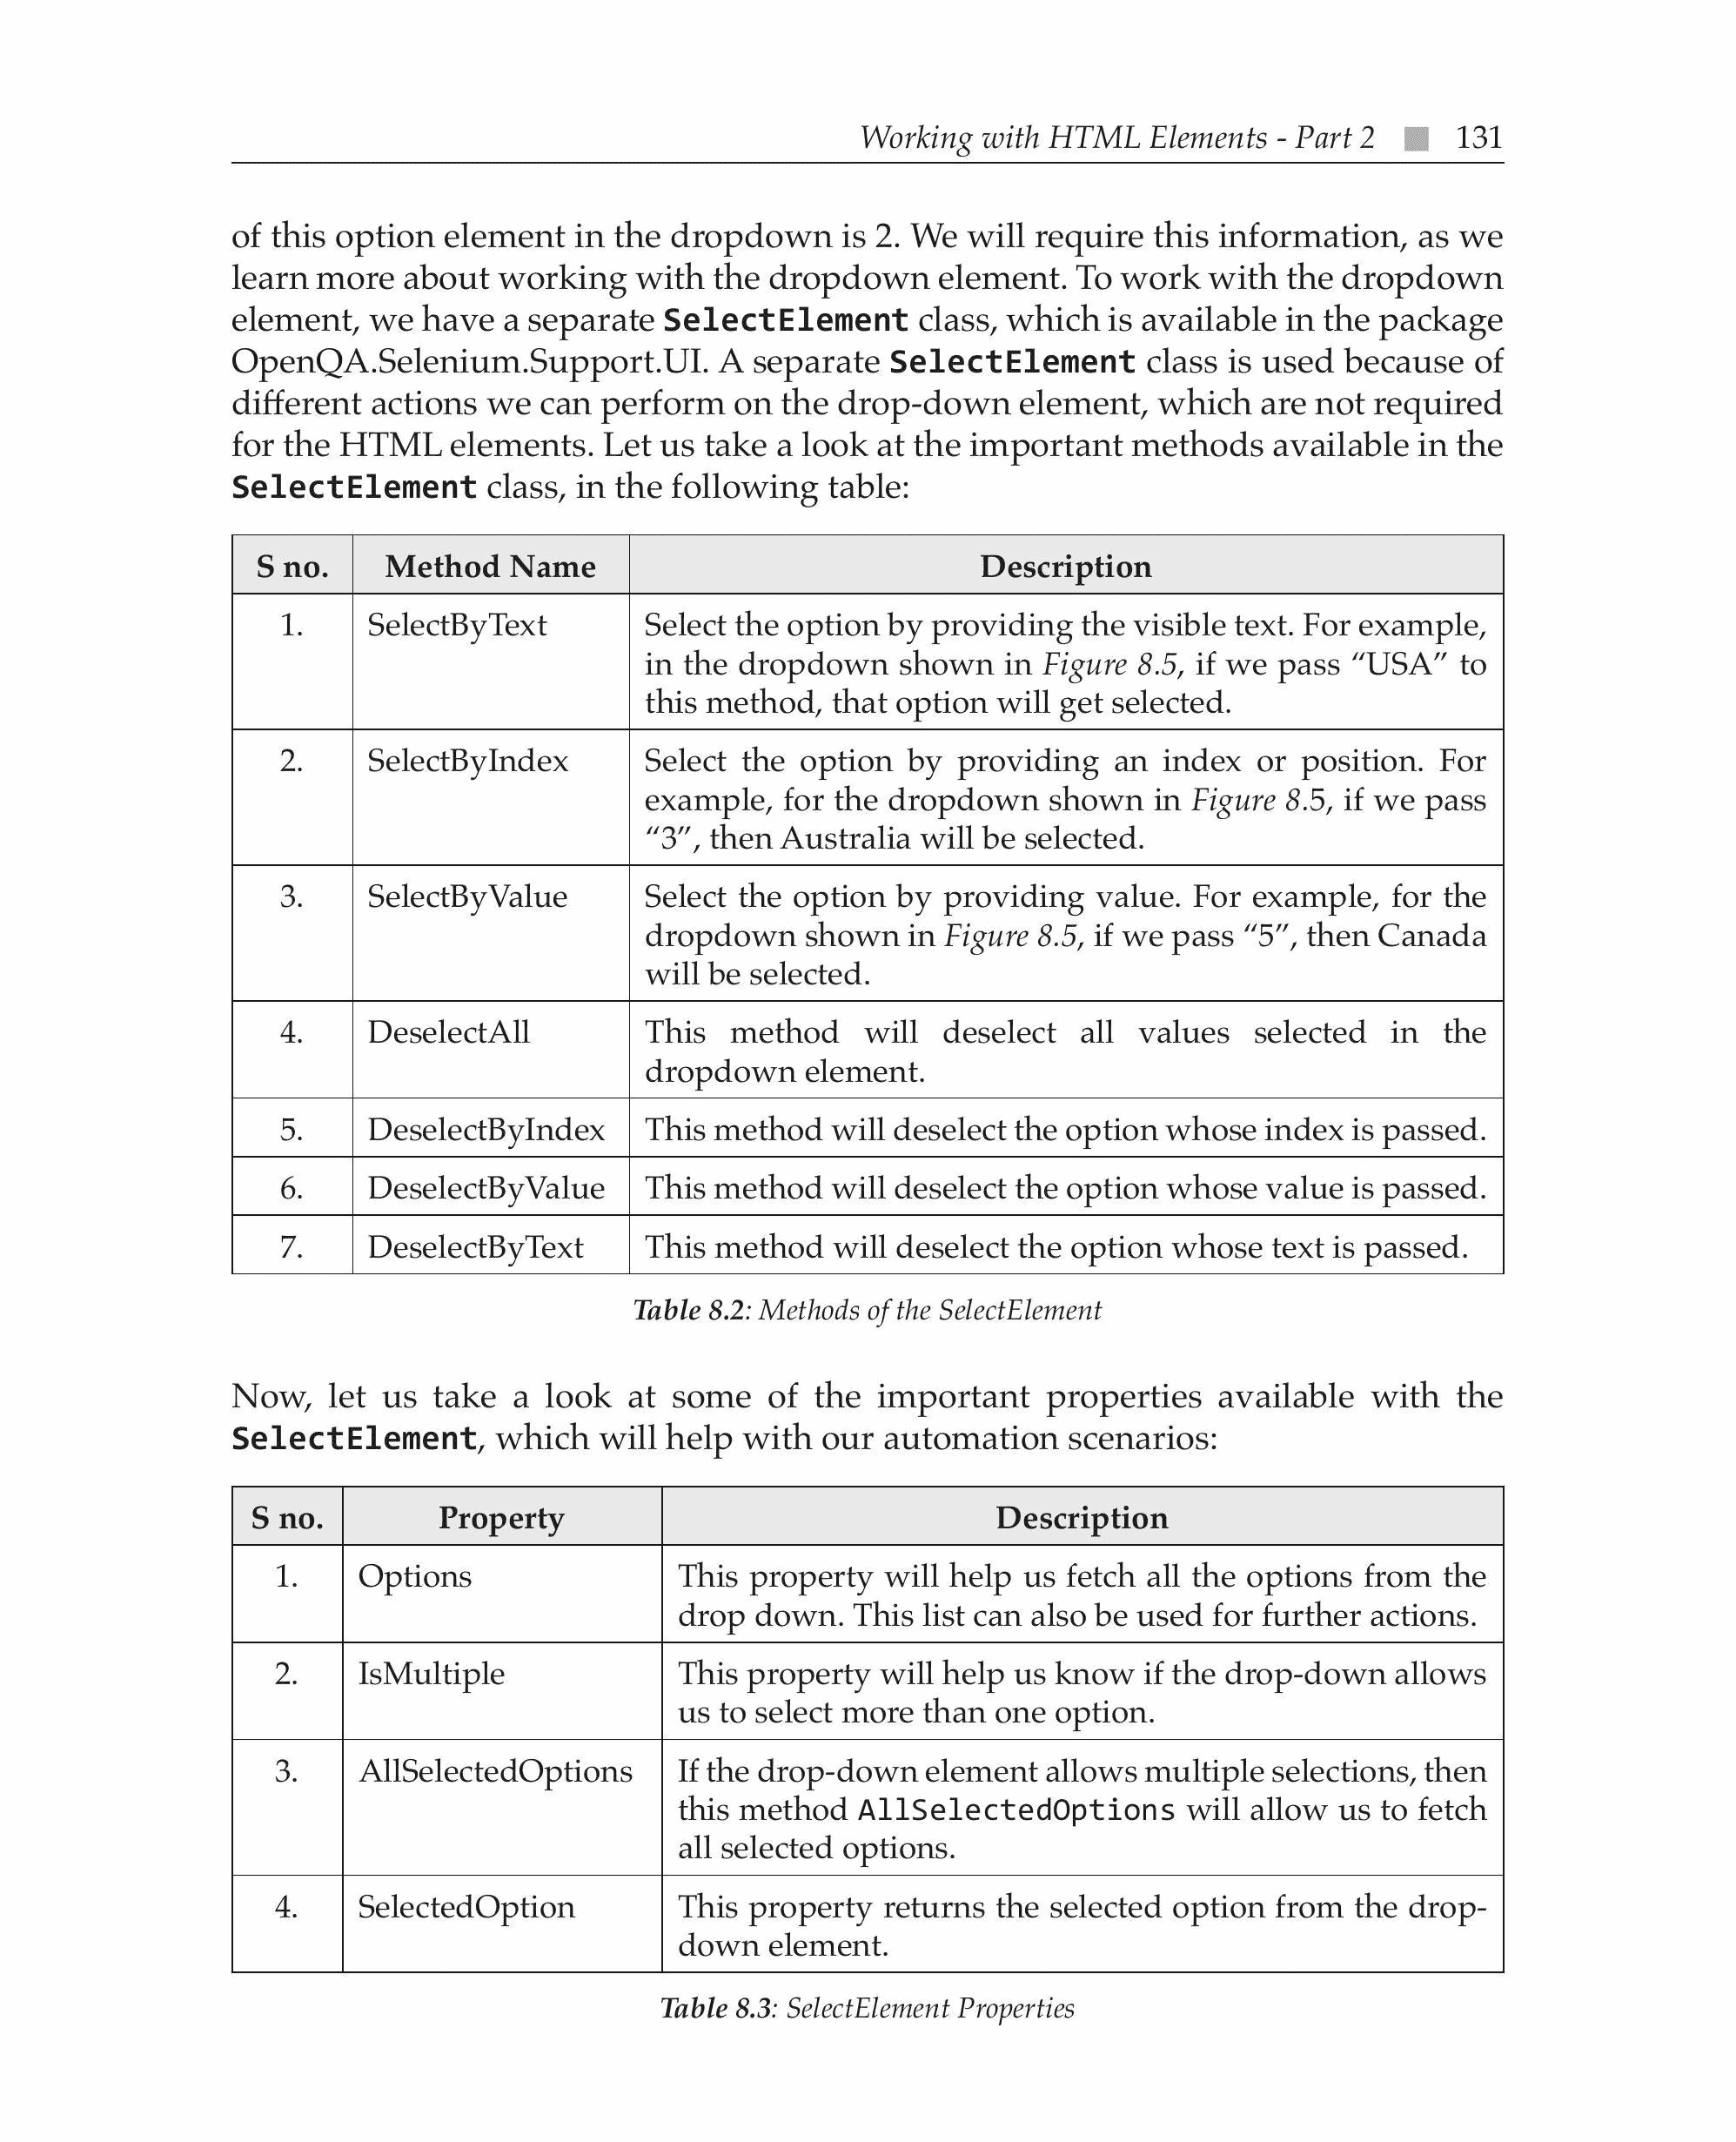 Working with HTML Elements - Part 2 131
of this option element in the dropdown is 2. We will require this information, as we
learn more about working with the dropdown element. To work with the dropdown
element, we have a separate SelectElement class, which is available in the package
OpenQA.Selenium.Support.UI. A separate SelectElement class is used because of
different actions we can perform on the drop-down element, which are not required
for the HTML elements. Let us take a look at the important methods available in the
SelectElement class, in the following table:
S no. Method Name Description
1. SelectByText Select the option by providing the visible text. For example,
in the dropdown shown in Figure 8.5, if we pass “USA” to
this method, that option will get selected.
2. SelectByIndex Select the option by providing an index or position. For
example, for the dropdown shown in Figure 8.5, if we pass
“3”, then Australia will be selected.
3. SelectByValue Select the option by providing value. For example, for the
dropdown shown in Figure 8.5, if we pass “5”, then Canada
will be selected.
4. DeselectAll This method will deselect all values selected in the
dropdown element.
5. DeselectByIndex This method will deselect the option whose index is passed.
6. DeselectByValue This method will deselect the option whose value is passed.
7. DeselectByText This method will deselect the option whose text is passed.
Table 8.2: Methods of the SelectElement
Now, let us take a look at some of the important properties available with the
SelectElement, which will help with our automation scenarios:
S no. Property Description
1. Options This property will help us fetch all the options from the
drop down. This list can also be used for further actions.
2. IsMultiple This property will help us know if the drop-down allows
us to select more than one option.
3. AllSelectedOptions If the drop-down element allows multiple selections, then
this method AllSelectedOptions will allow us to fetch
all selected options.
4. SelectedOption This property returns the selected option from the drop-
down element.
Table 8.3: SelectElement Properties